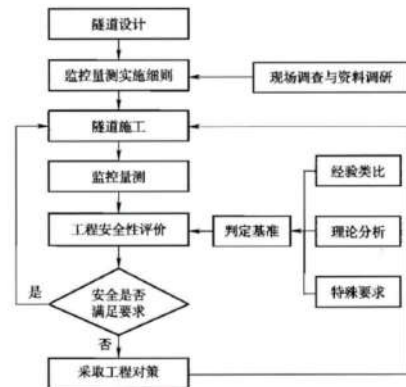 隧道设计
监控量测实施细则
现场调查与资料调研
隧道施工
监控量测
经验类比
工程安全性评价
判定基准
理论分析
是
安全是否
满足要求
特殊要求
否
采取工程对策